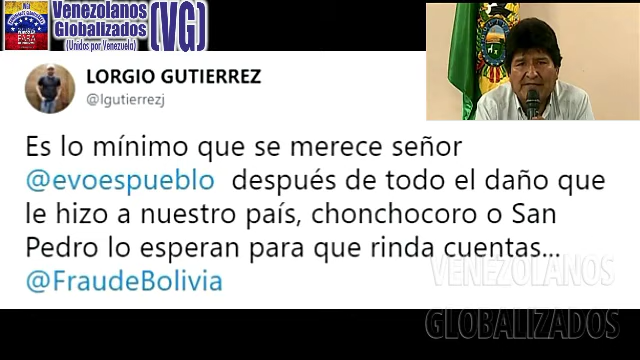 Venezolanos
Globalizados
(Unidos por Venezuela)
(VG)
LORGIO GUTIERREZ
@lgutierrezj
Es lo mínimo que se merece señor
@evoespueblo después de todo el daño que
le hizo a nuestro país, chonchocoro o San
Pedro lo esperan para que rinda cuentas...
@FraudeBolivia
VENEZOLANOS
GLOBALIZADOS